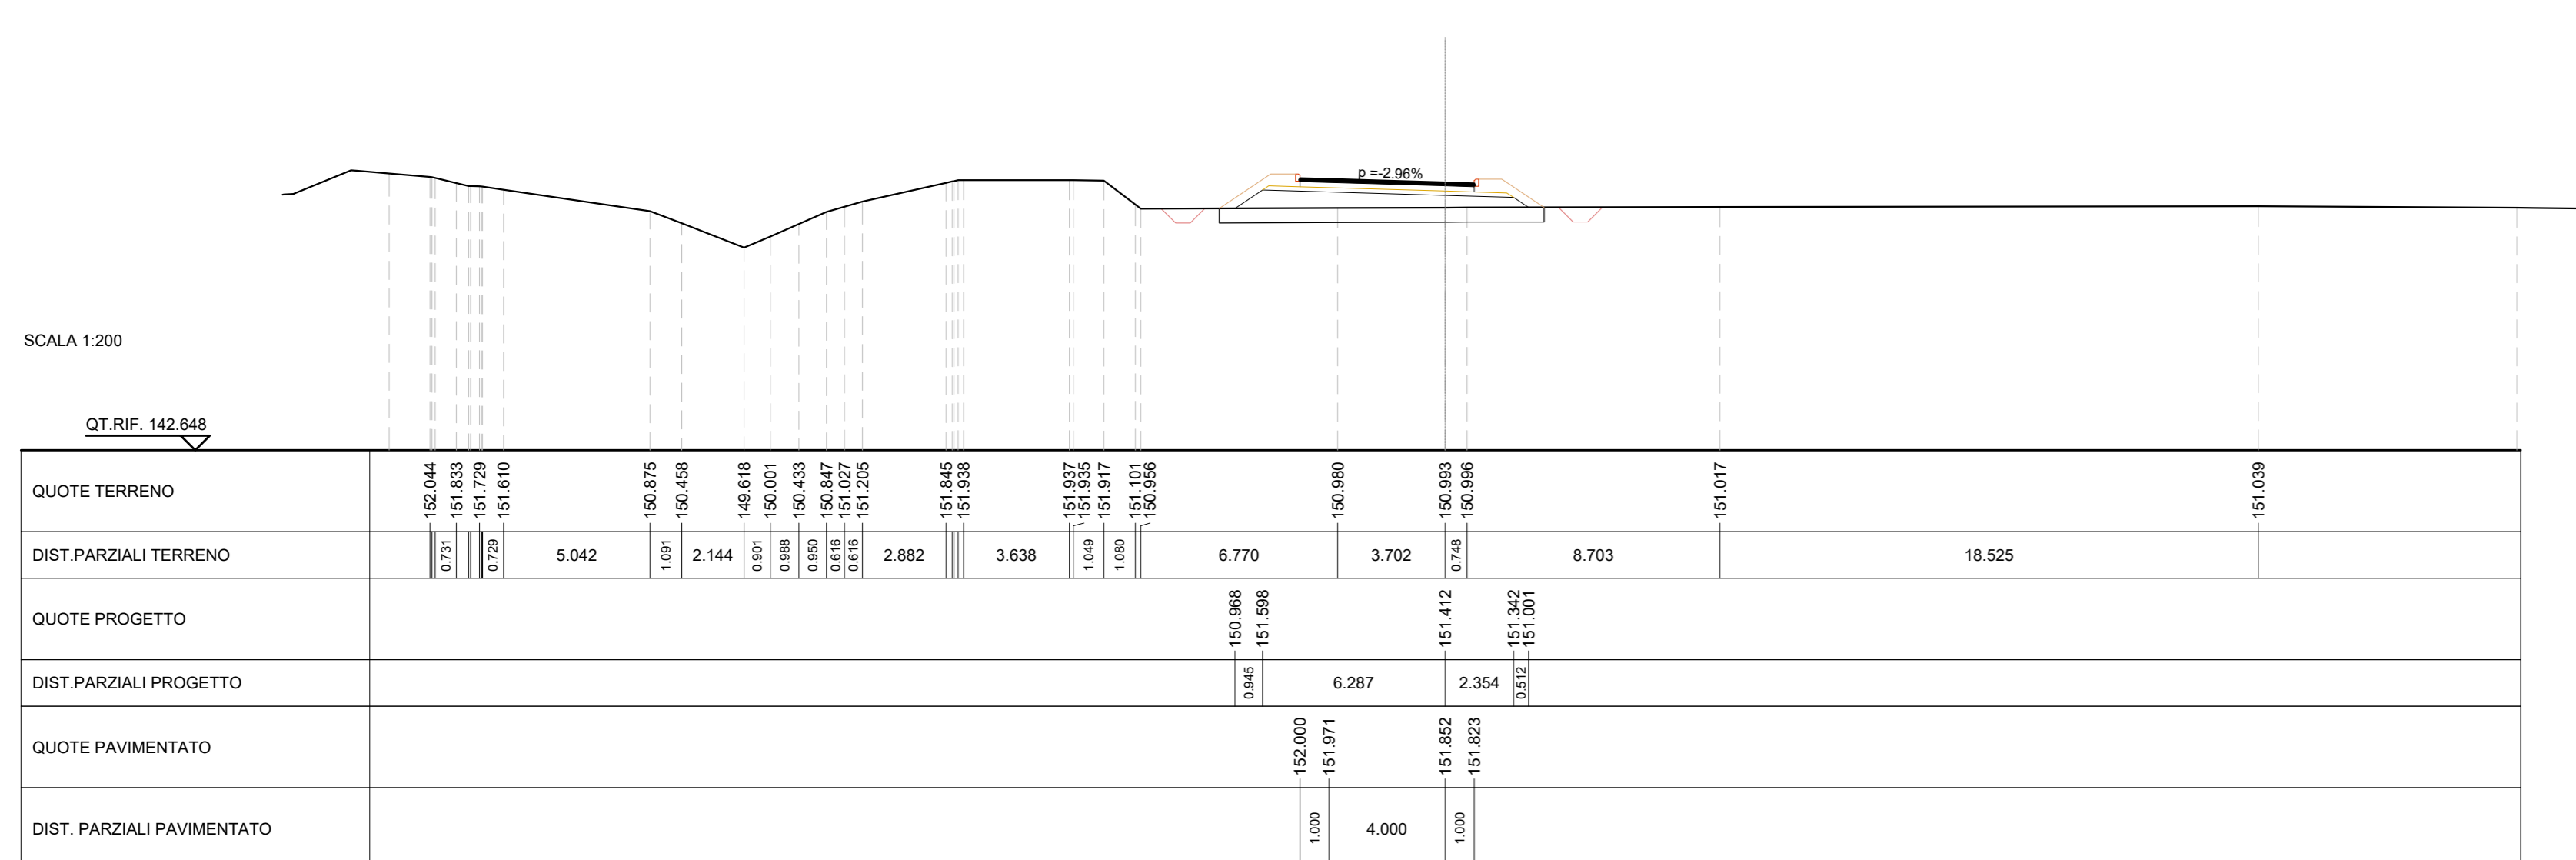 p =-2.96%
SCALA 1:200
QT.RIF. 142.648
QUOTE TERRENO
152.044 151.833 151.729 151.610 150.875 150.458 149.618 150.001 150.433 150.847 151.027 151.205 151.845 151.938 151.937 151.935 151.917 151.101 150.956 150.980 150.993 150.996 151.017 151.039
DIST.PARZIALI TERRENO
0.731 0.729 5.042 1.091 2.144 0.901 0.988 0.950 0.616 0.616 2.882 3.638 1.049 1.080 6.770 3.702 0.748 8.703 18.525
QUOTE PROGETTO
150.968 151.598 151.412 151.342 151.001
DIST.PARZIALI PROGETTO
0.945 6.287 2.354 0.512
QUOTE PAVIMENTATO
152.000 151.971 151.852 151.823
DIST. PARZIALI PAVIMENTATO
1.000 4.000 1.000